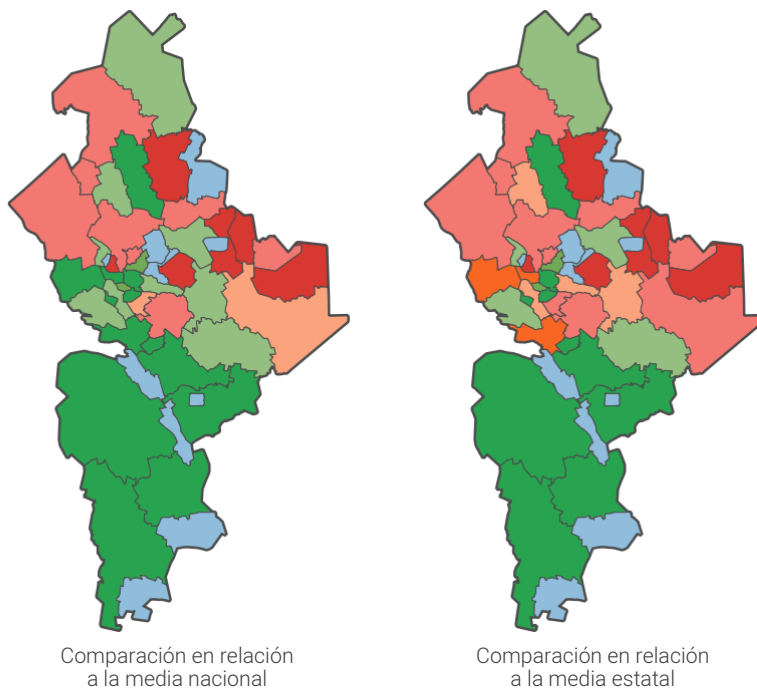 Comparación en relación
a la media nacional
Comparación en relación
a la media estatal